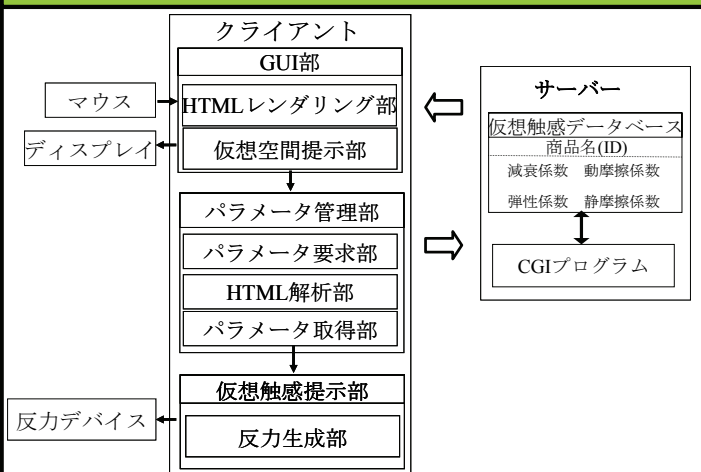 クライアント
GUI部
マウス
HTMLレンダリング部
ディスプレイ
仮想空間提示部
パラメータ管理部
パラメータ要求部
HTML解析部
パラメータ取得部
仮想触感提示部
反力デバイス
反力生成部
サーバー
仮想触感データベース
商品名(ID)
減衰係数 動摩擦係数
弾性係数 静摩擦係数
CGIプログラム